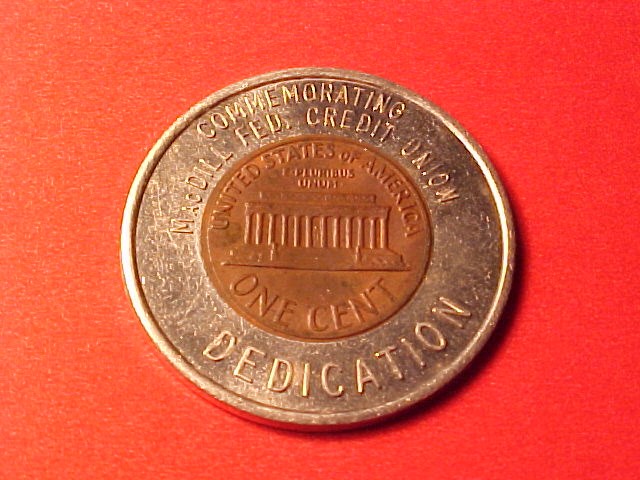 COMMEMORATING
MacDILL FED. CREDIT UNION
UNITED STATES of AMERICA
E PLURIBUS
UNUM
ONE CENT
DEDICATION